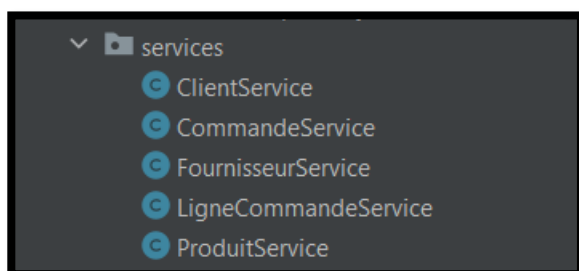 services
C ClientService
C CommandeService
C FournisseurService
C LigneCommandeService
C ProduitService